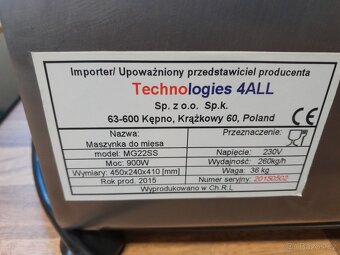 Importer/ Upoważniony przedstawiciel producenta
Technologies 4ALL
Sp. z o.o. Sp.k.
63-600 Kępno, Krążkowy 60, Poland
Nazwa:
Maszynka do mięsa
model: MG22SS
Moc: 900W
Wymiary: 450x240x410 [mm]
Rok prod. 2015
Przeznaczenie:
Napięcie: 230V
Wydajność: 260kg/h
Waga: 36 kg
Numer seryjny: 20150502
Wyprodukowano w Ch.R.L
CE